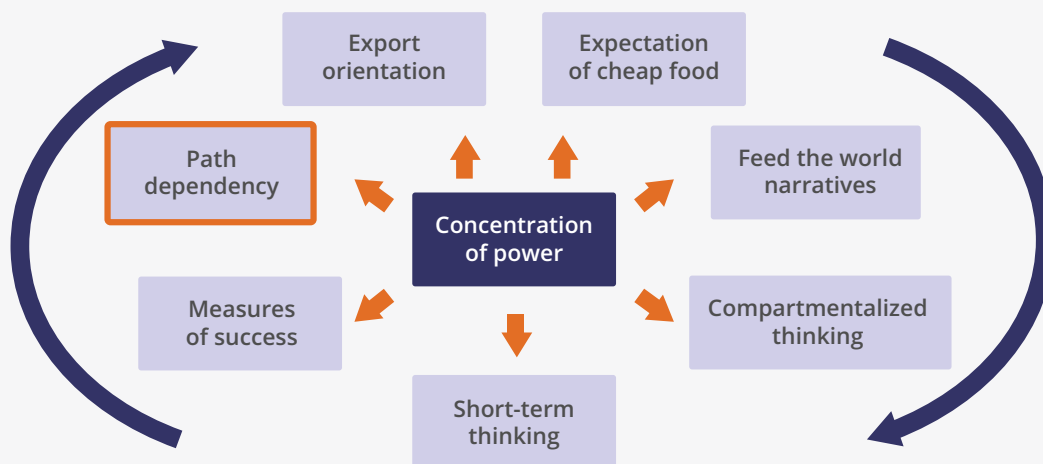 Export
orientation
Expectation
of cheap food
Path
dependency
Feed the world
narratives
Concentration
of power
Measures
of success
Compartmentalized
thinking
Short-term
thinking